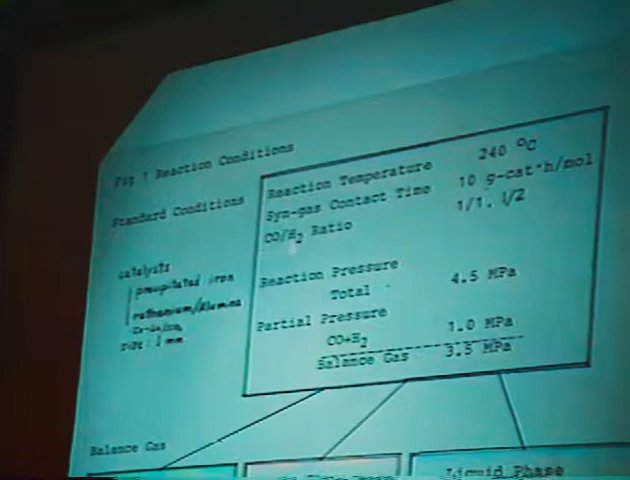 Fig 1 Reaction Conditions
Standard Conditions
Reaction Temperature 240 °C
Syn-gas Contact Time 10 g-cat·h/mol
CO/H2 Ratio 1/1. 1/2
Reaction Pressure
Total 4.5 MPa
Partial Pressure
CO+H2 1.0 MPa
Balance Gas 3.5 MPa
catalysts
precipitated iron
ruthenium/Alumina
size : 1 mm
Balance Gas
Liquid Phase